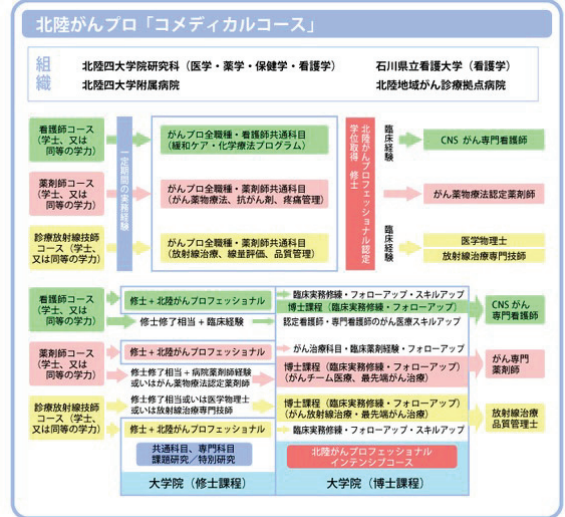 北陸がんプロ「コメディカルコース」
組織
北陸四大学院研究科（医学・薬学・保健学・看護学）
石川県立看護大学（看護学）
北陸四大学附属病院
北陸地域がん診療拠点病院
看護師コース
（学士、又は
同等の学力）
薬剤師コース
（学士、又は
同等の学力）
診療放射線技師
コース（学士、
又は同等の学力）
一定期間の実務経験
がんプロ全職種・看護師共通科目
（緩和ケア・化学療法プログラム）
がんプロ全職種・薬剤師共通科目
（がん薬物療法、抗がん剤、疼痛管理）
がんプロ全職種・薬剤師共通科目
（放射線治療、線量評価、品質管理）
北陸がんプロフェッショナル認定
学位取得 修士
臨床経験
臨床経験
CNS がん専門看護師
がん薬物療法認定薬剤師
医学物理士
放射線治療専門技師
看護師コース
（学士、又は
同等の学力）
修士＋北陸がんプロフェッショナル
修士修了相当＋臨床経験
臨床実務修練・フォローアップ・スキルアップ
博士課程（臨床実務修練・フォローアップ）
認定看護師・専門看護師のがん医療スキルアップ
CNS がん
専門看護師
薬剤師コース
（学士、又は
同等の学力）
修士＋北陸がんプロフェッショナル
修士修了相当＋病院薬剤師経験
或いはがん薬物療法認定薬剤師
がん治療科目・臨床薬剤経験・フォローアップ
博士課程（臨床実務修練・フォローアップ）
（がんチーム医療、最先端がん治療）
がん専門
薬剤師
診療放射線技師
コース（学士、
又は同等の学力）
修士修了相当或いは医学物理士
或いは放射線治療専門技師
修士＋北陸がんプロフェッショナル
博士課程（臨床実務修練・フォローアップ）
（がん放射線治療・最先端がん治療）
臨床実務修練・フォローアップ・スキルアップ
放射線治療
品質管理士
共通科目、専門科目
課題研究／特別研究
北陸がんプロフェッショナル
インテンシブコース
大学院（修士課程）
大学院（博士課程）